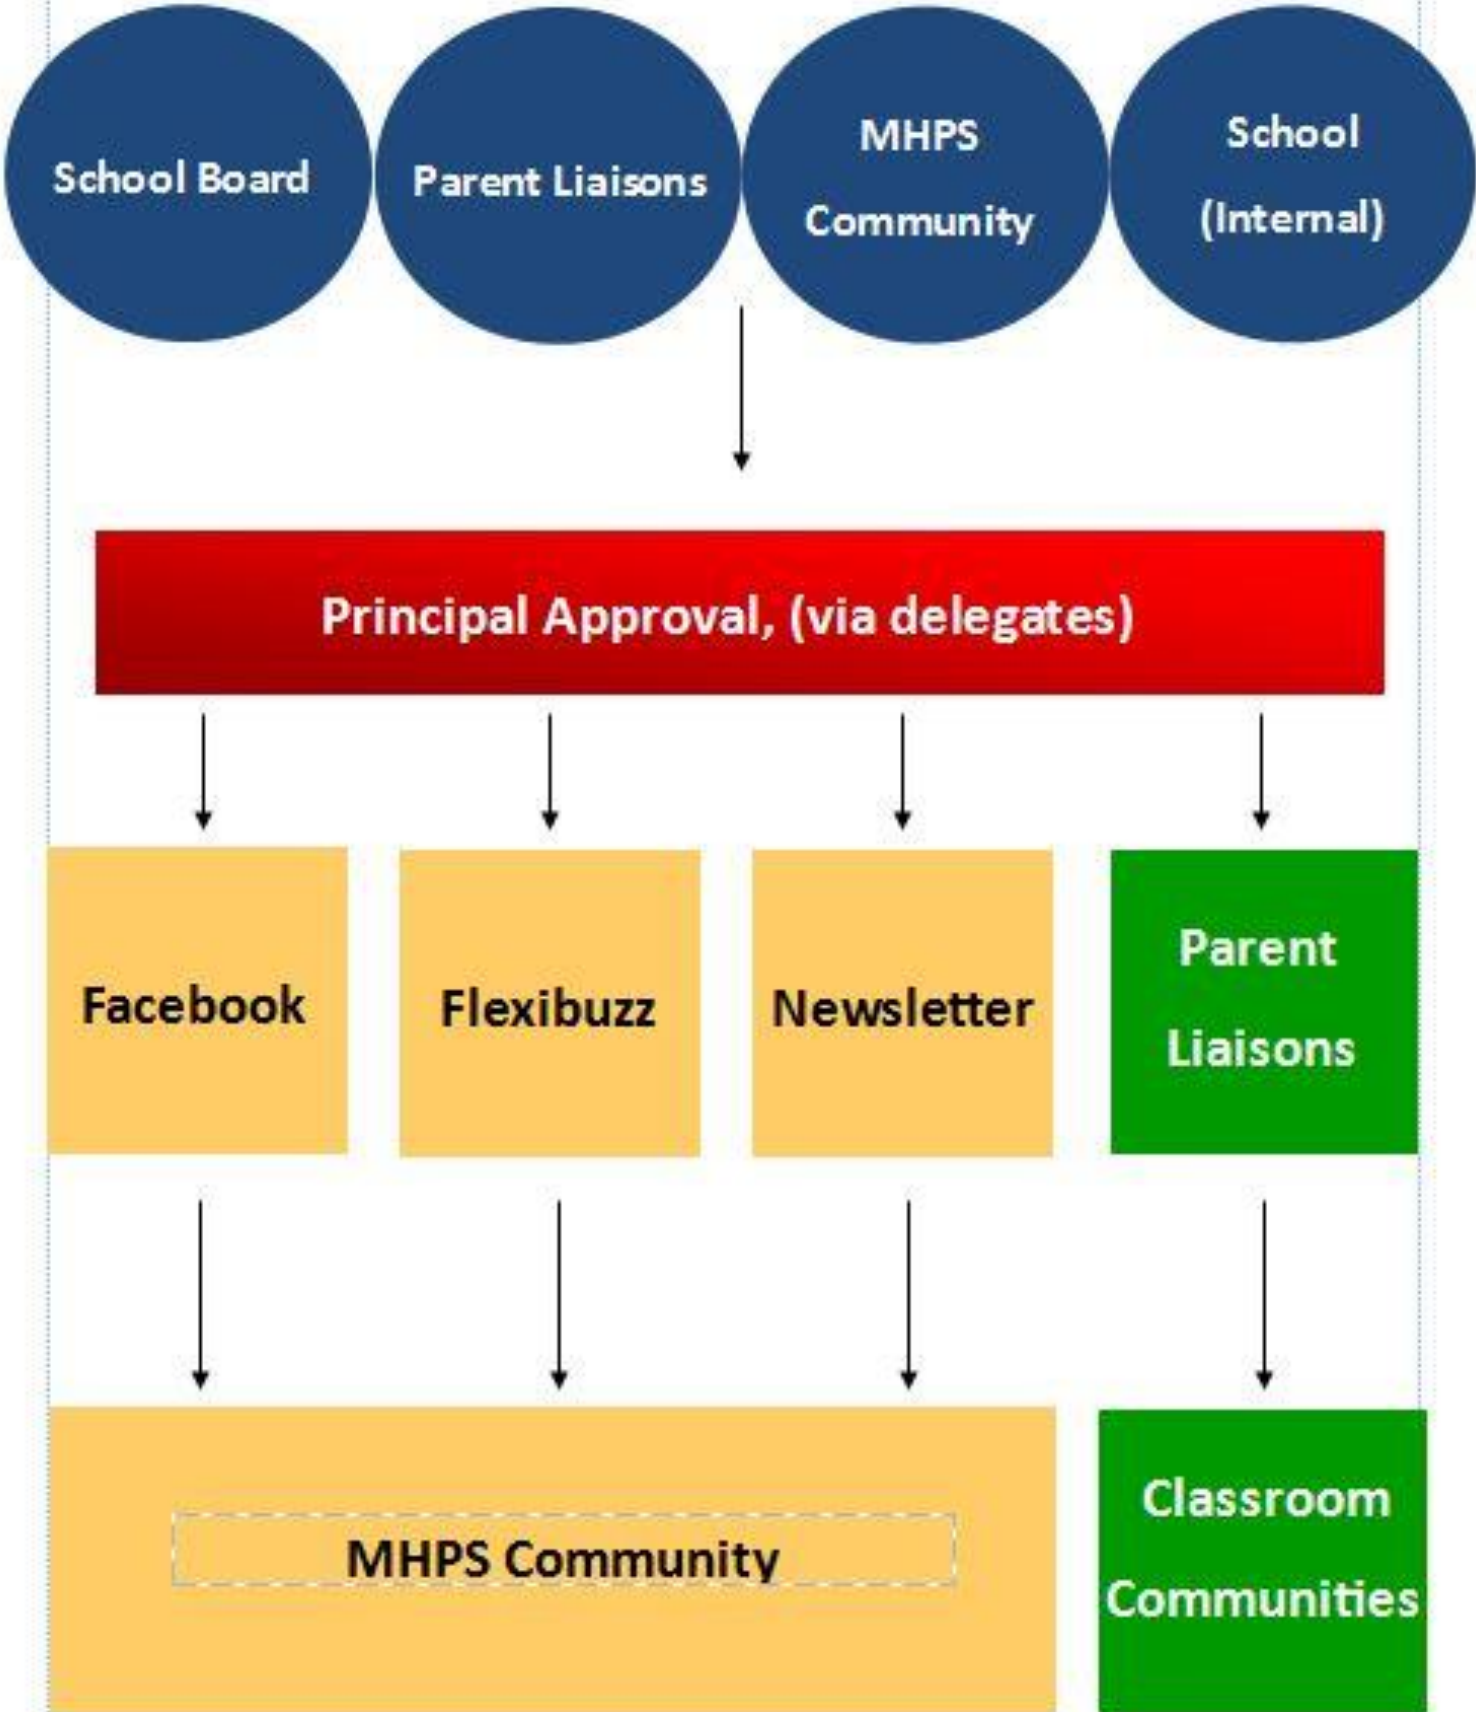 School Board
Parent Liaisons
MHPS
Community
School
(Internal)
Principal Approval, (via delegates)
Facebook
Flexibuzz
Newsletter
Parent
Liaisons
MHPS Community
Classroom
Communities